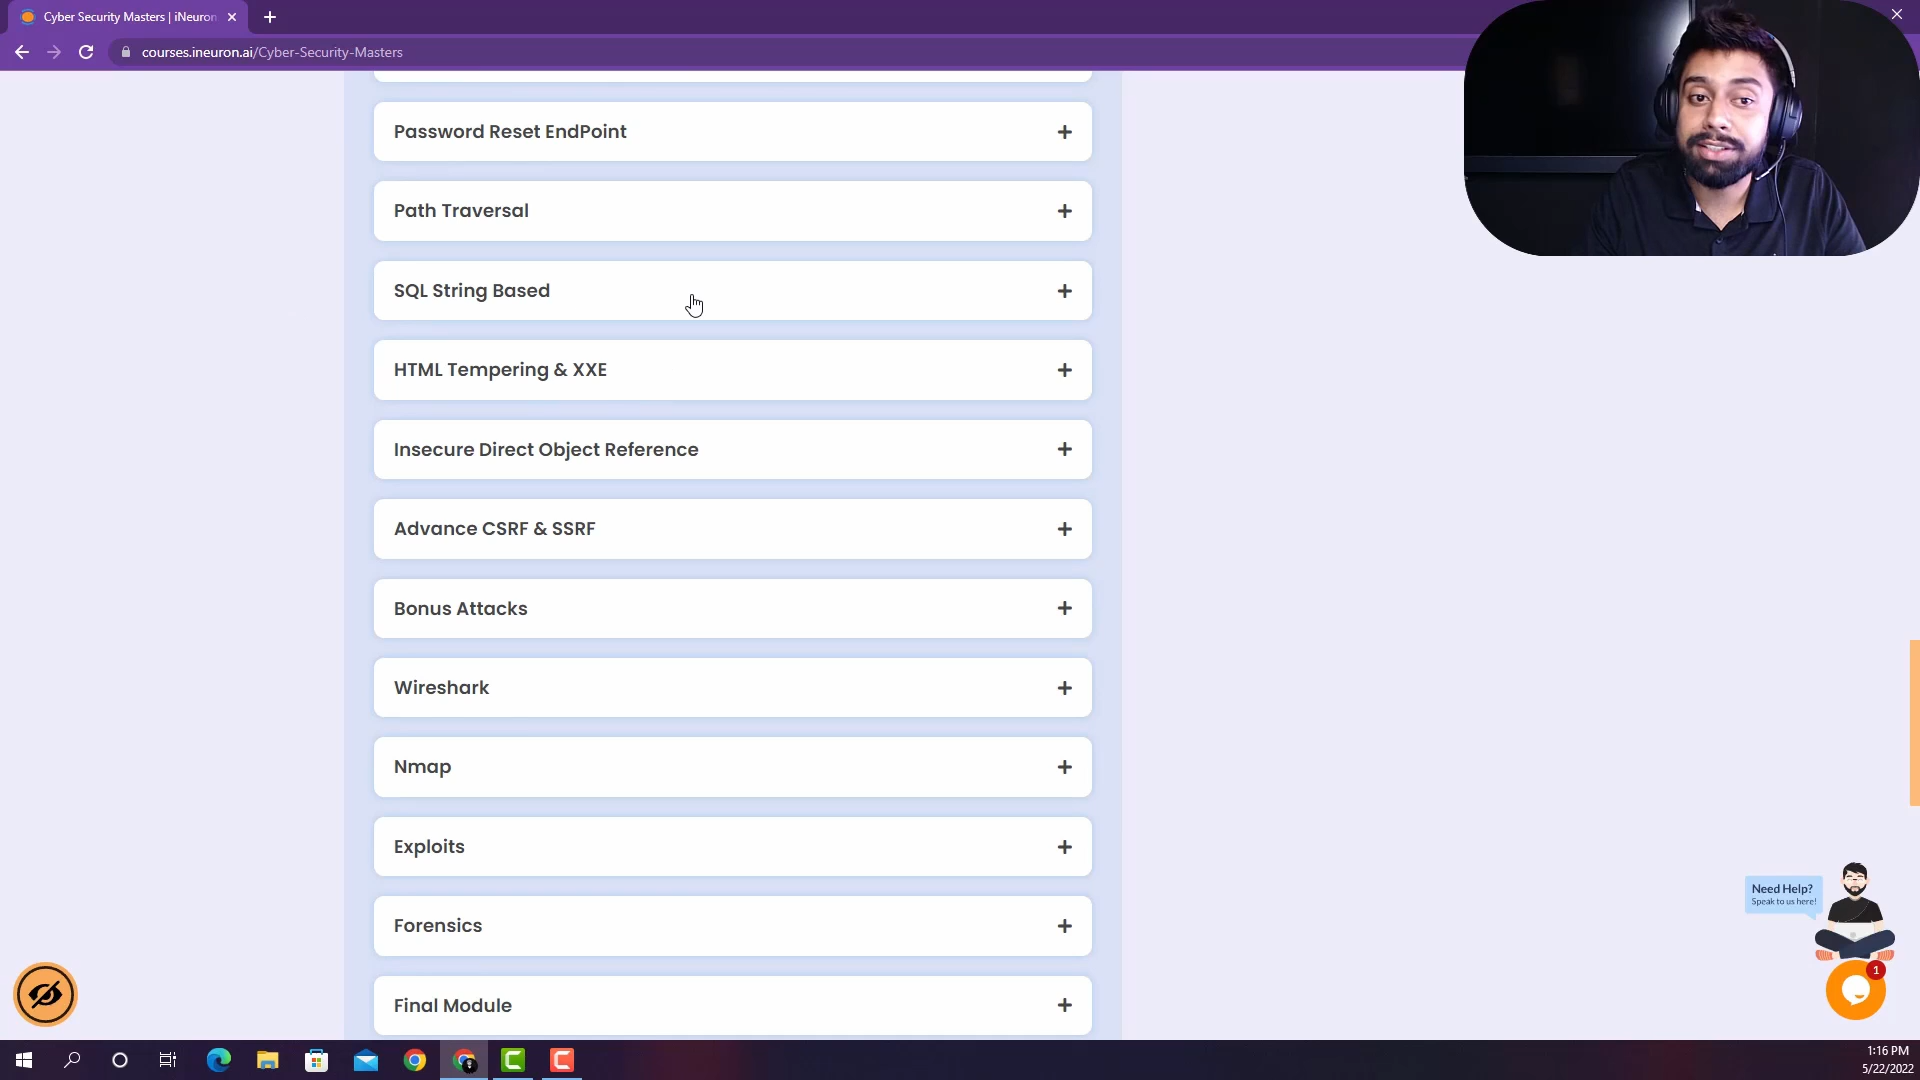 Cyber Security Masters | iNeuron
courses.ineuron.ai/Cyber-Security-Masters
Password Reset EndPoint
Path Traversal
SQL String Based
HTML Tempering & XXE
Insecure Direct Object Reference
Advance CSRF & SSRF
Bonus Attacks
Wireshark
Nmap
Exploits
Forensics
Final Module
Need Help?
Speak to us here!
1
1:16 PM
5/22/2022